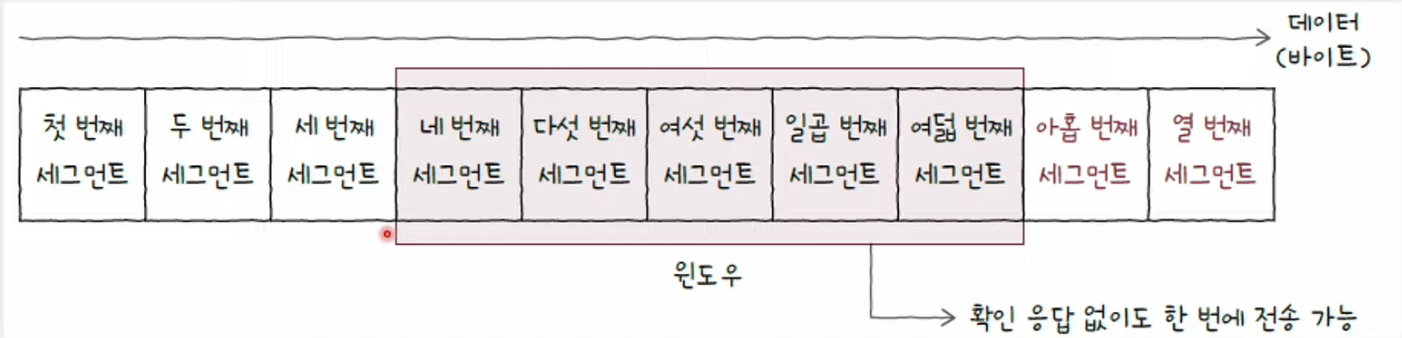 데이터
(바이트)
첫 번째
세그먼트
두 번째
세그먼트
세 번째
세그먼트
네 번째
세그먼트
다섯 번째
세그먼트
여섯 번째
세그먼트
일곱 번째
세그먼트
여덟 번째
세그먼트
아홉 번째
세그먼트
열 번째
세그먼트
윈도우
확인 응답 없이도 한 번에 전송 가능